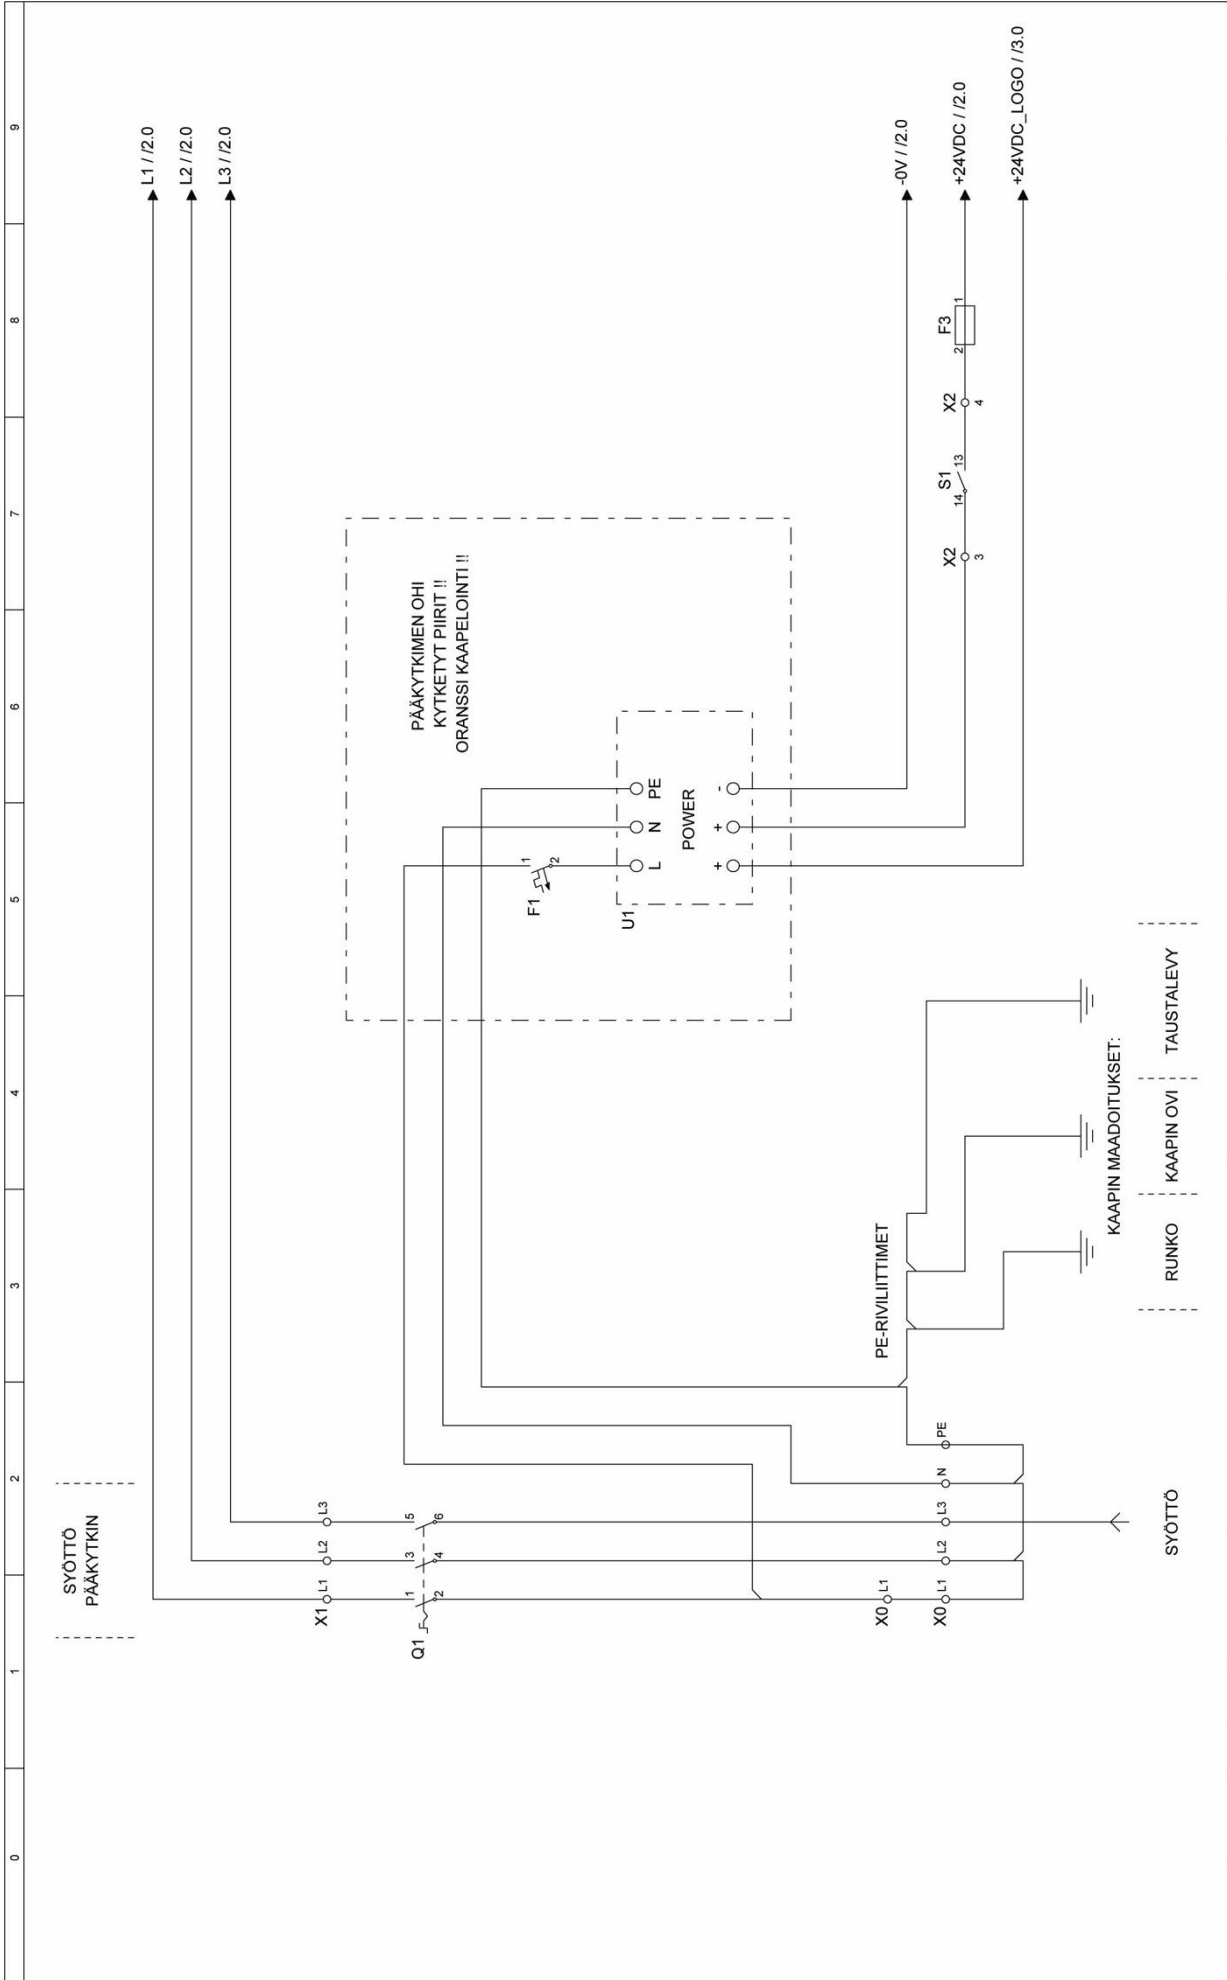 0
1
2
3
4
5
6
7
8
9
SYÖTTÖ
PÄÄKYTKIN
L1 / /2.0
L2 / /2.0
L3 / /2.0
X1
L1
L2
L3
Q1
1
2
3
4
5
6
PÄÄKYTKIMEN OHI
KYTKETYT PIIRIT !!
ORANSSI KAAPELOINTI !!
F1
1
2
U1
L
N
PE
POWER
+
+
-
X0
L1
X0
L1
L2
L3
N
PE
PE-RIVILIITTIMET
-0V / /2.0
X2
3
S1
14
13
X2
4
F3
2
1
+24VDC / /2.0
+24VDC_LOGO / /3.0
KAAPIN MAADOITUKSET:
SYÖTTÖ
RUNKO
KAAPIN OVI
TAUSTALEVY